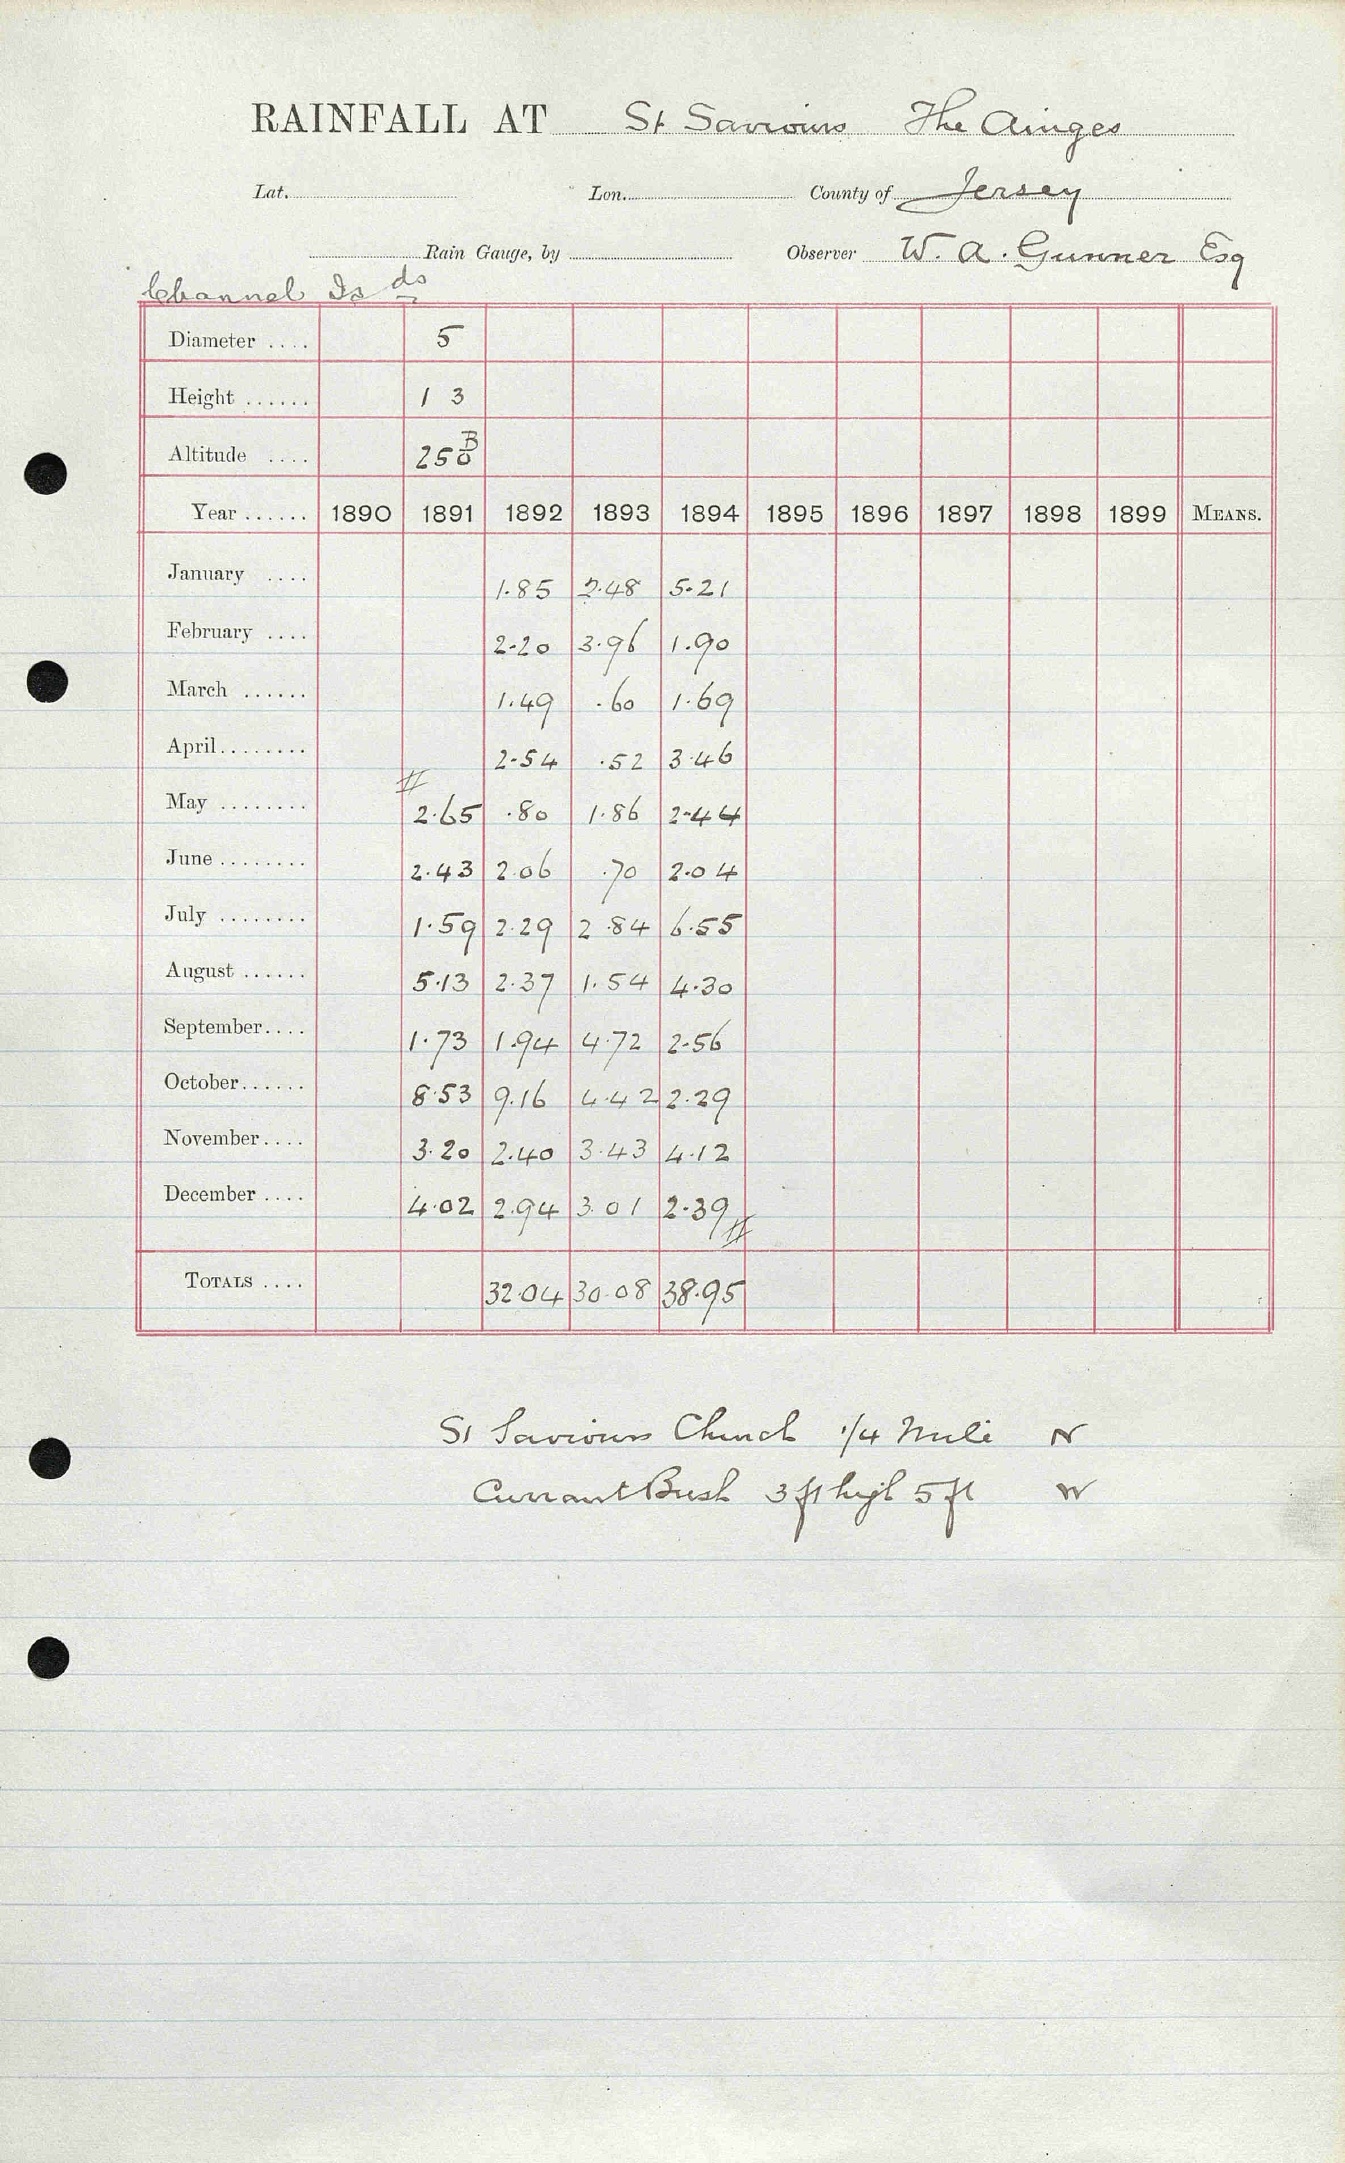 RAINFALL AT St Saviours The Ainges
Lat. Lon. County of Jersey
Rain Gauge, by Observer W. A. Gunner Esq
Channel Is ds
Diameter .... 5
Height ...... 1 3
Altitude .... 250 B
Year ...... 1890 1891 1892 1893 1894 1895 1896 1897 1898 1899 MEANS.
January .... 1.85 2.48 5.21
February .... 2.20 3.96 1.90
March ...... 1.49 .60 1.69
April........ 2.54 .52 3.46
May ........ # 2.65 .80 1.86 2.44
June ........ 2.43 2.06 .70 2.04
July ........ 1.59 2.29 2.84 6.55
August ...... 5.13 2.37 1.54 4.30
September.... 1.73 1.94 4.72 2.56
October...... 8.53 9.16 4.42 2.29
November.... 3.20 2.40 3.43 4.12
December .... 4.02 2.94 3.01 2.39 #
TOTALS .... 32.04 30.08 38.95
St Saviours Church 1/4 Mile N
Currant Bush 3 ft high 5 ft W